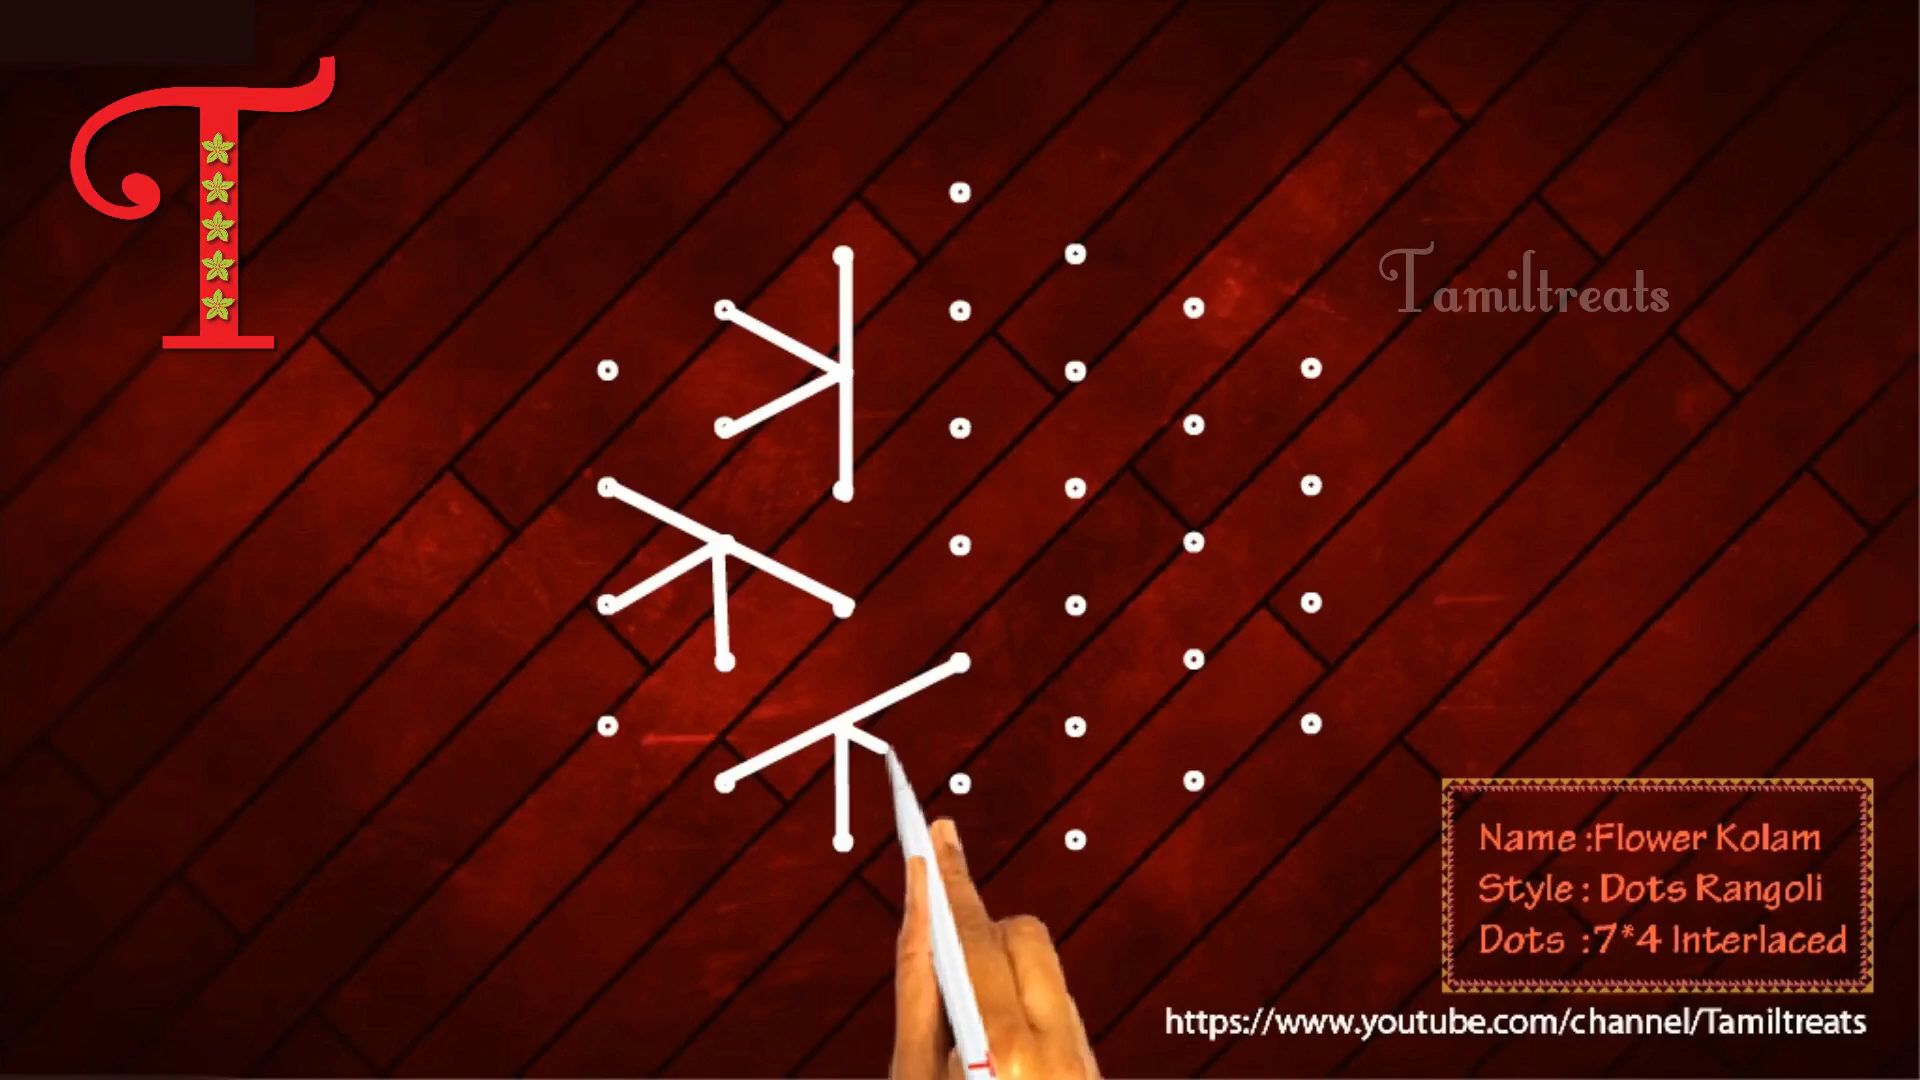 T
Tamiltreats
Name :Flower Kolam
Style : Dots Rangoli
Dots :7*4 Interlaced
https://www.youtube.com/channel/Tamiltreats